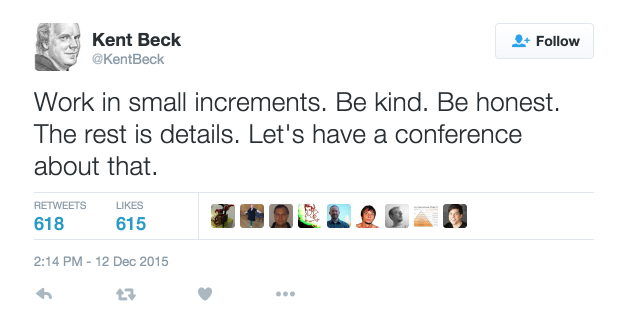 Kent Beck
@KentBeck
Follow
Work in small increments. Be kind. Be honest.
The rest is details. Let's have a conference
about that.
RETWEETS LIKES
618 615
2:14 PM - 12 Dec 2015